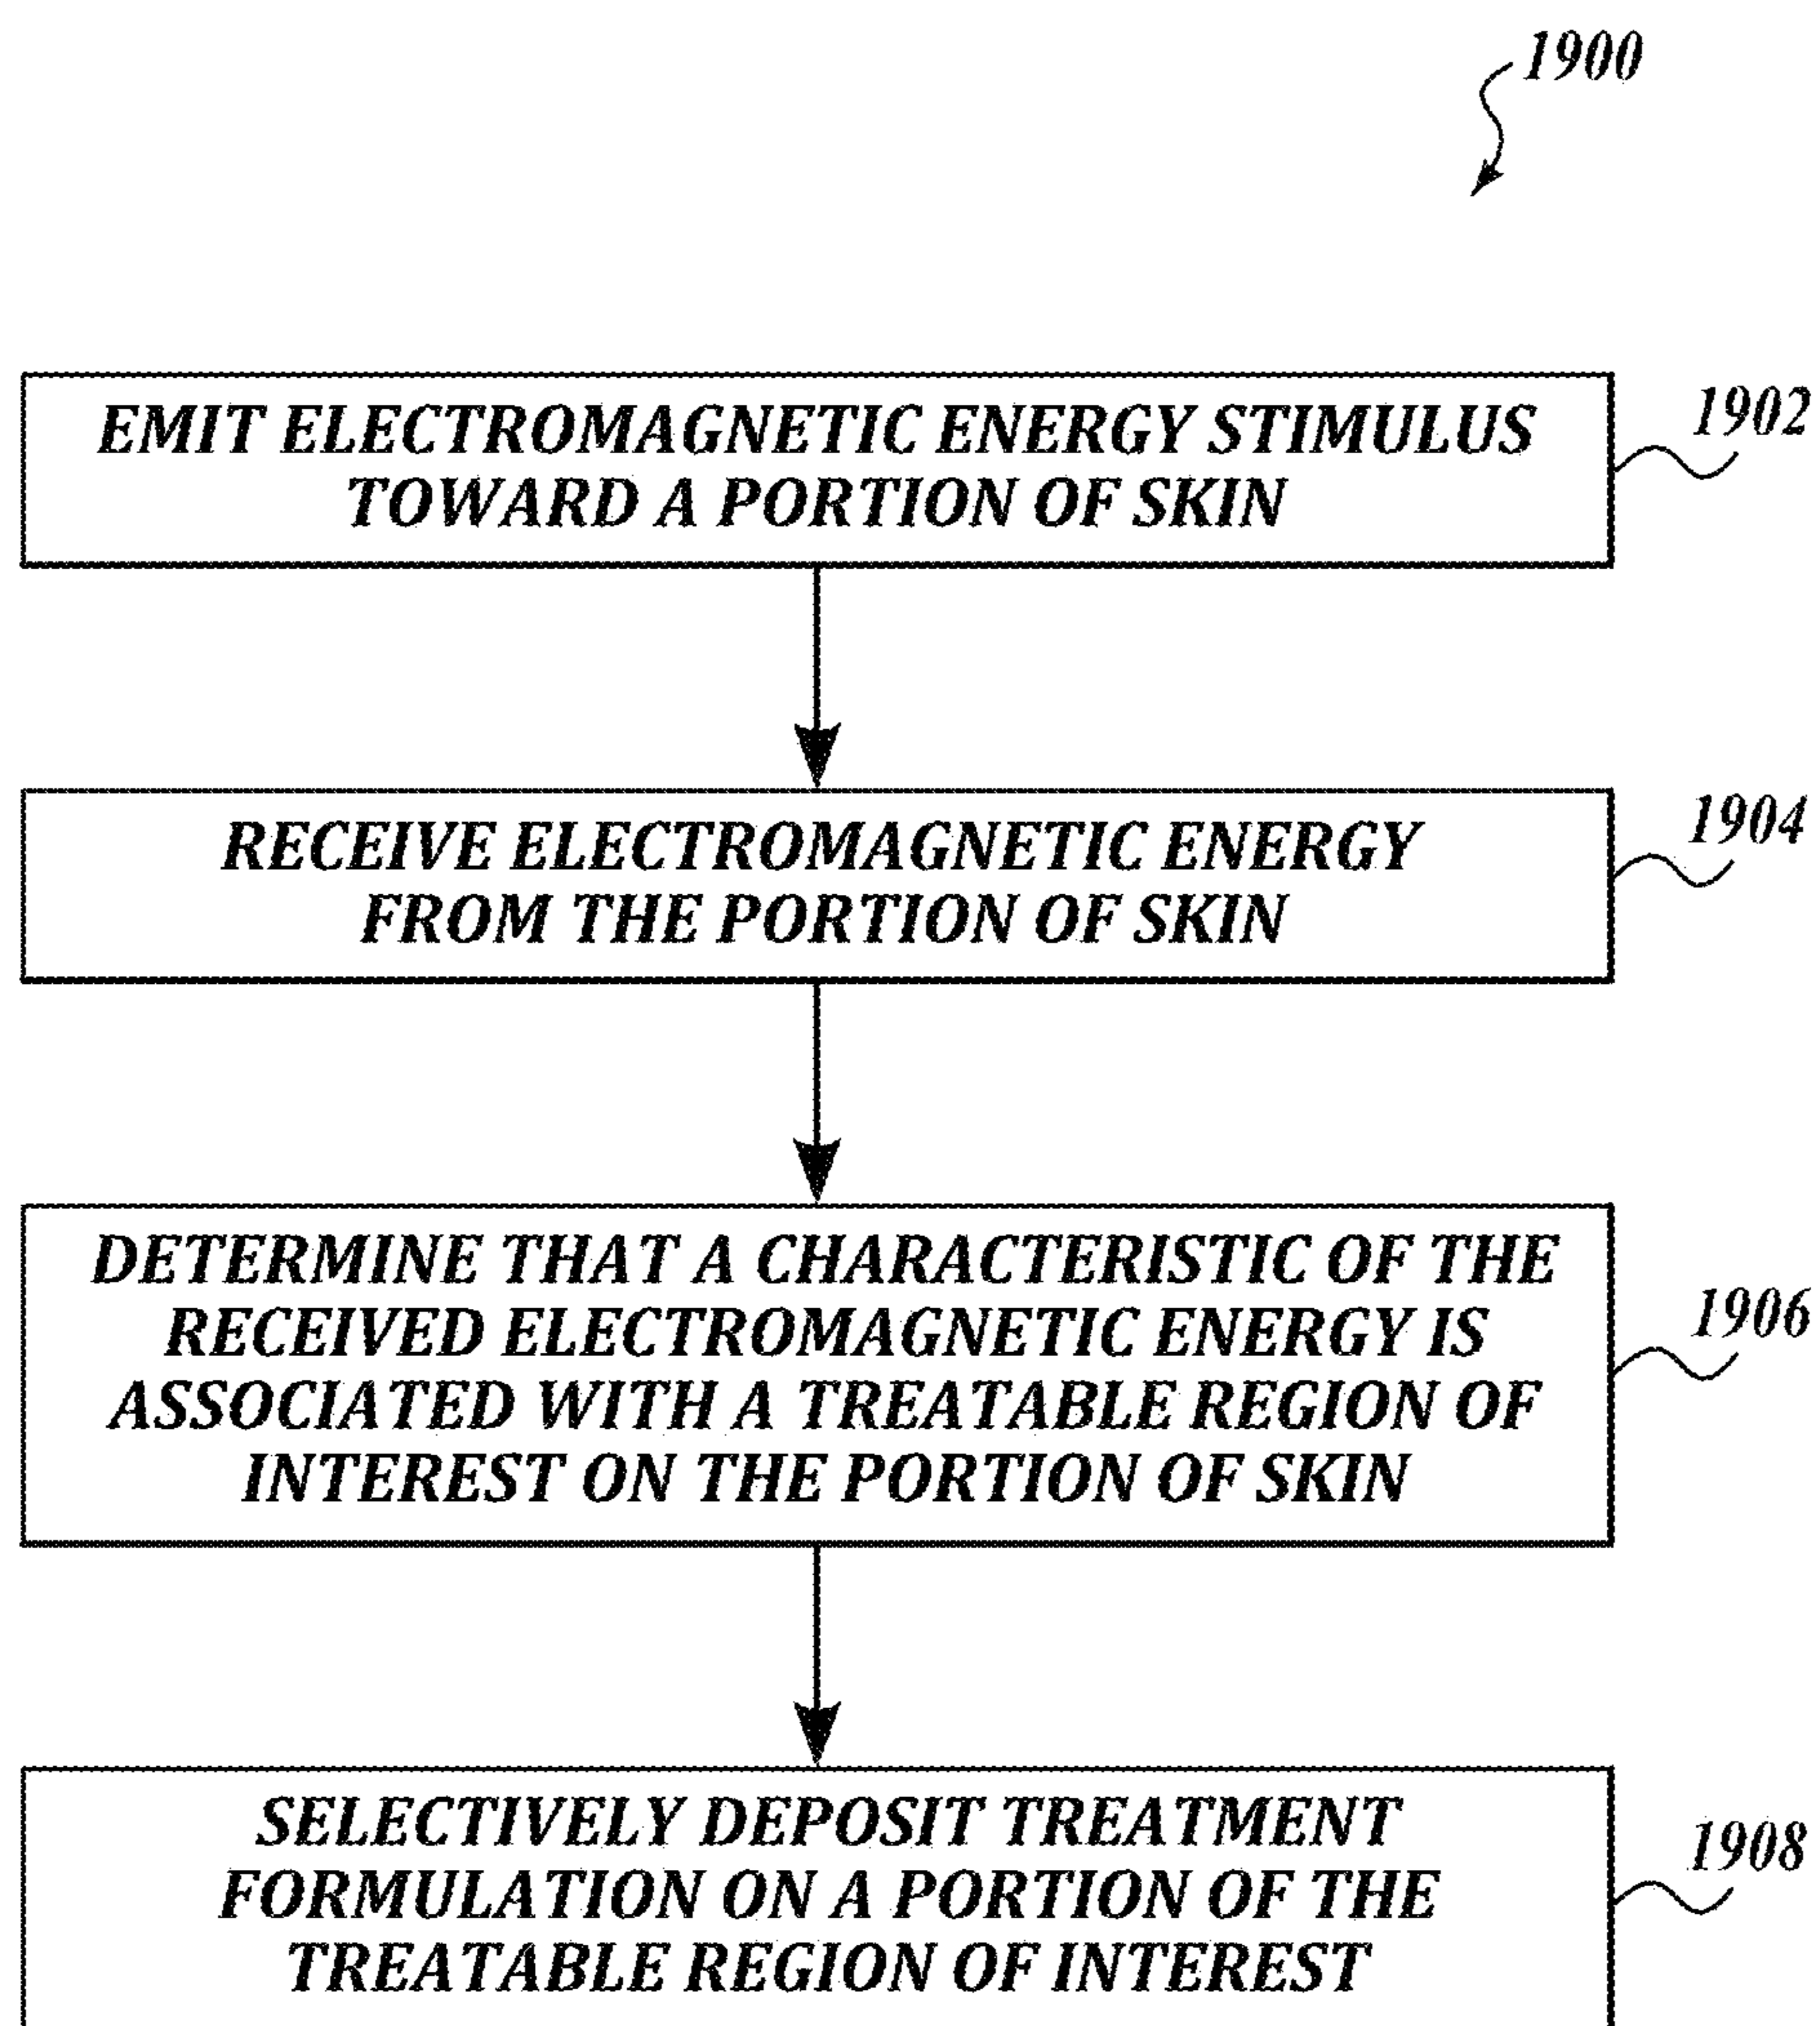 1900
EMIT ELECTROMAGNETIC ENERGY STIMULUS
TOWARD A PORTION OF SKIN
1902
RECEIVE ELECTROMAGNETIC ENERGY
FROM THE PORTION OF SKIN
1904
DETERMINE THAT A CHARACTERISTIC OF THE
RECEIVED ELECTROMAGNETIC ENERGY IS
ASSOCIATED WITH A TREATABLE REGION OF
INTEREST ON THE PORTION OF SKIN
1906
SELECTIVELY DEPOSIT TREATMENT
FORMULATION ON A PORTION OF THE
TREATABLE REGION OF INTEREST
1908